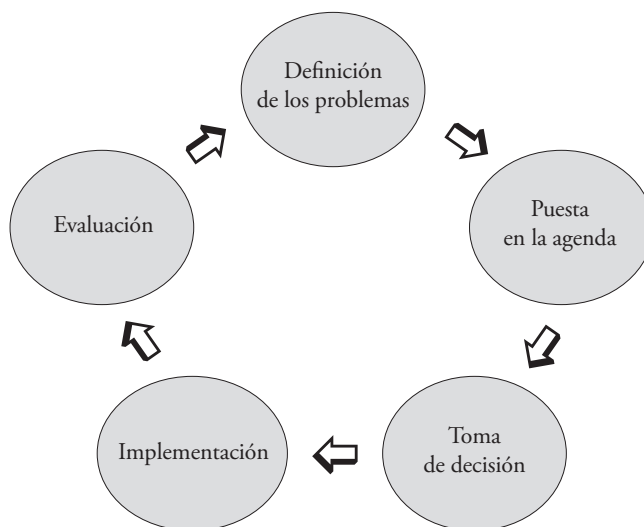 Definición
de los problemas
Puesta
en la agenda
Toma
de decisión
Implementación
Evaluación